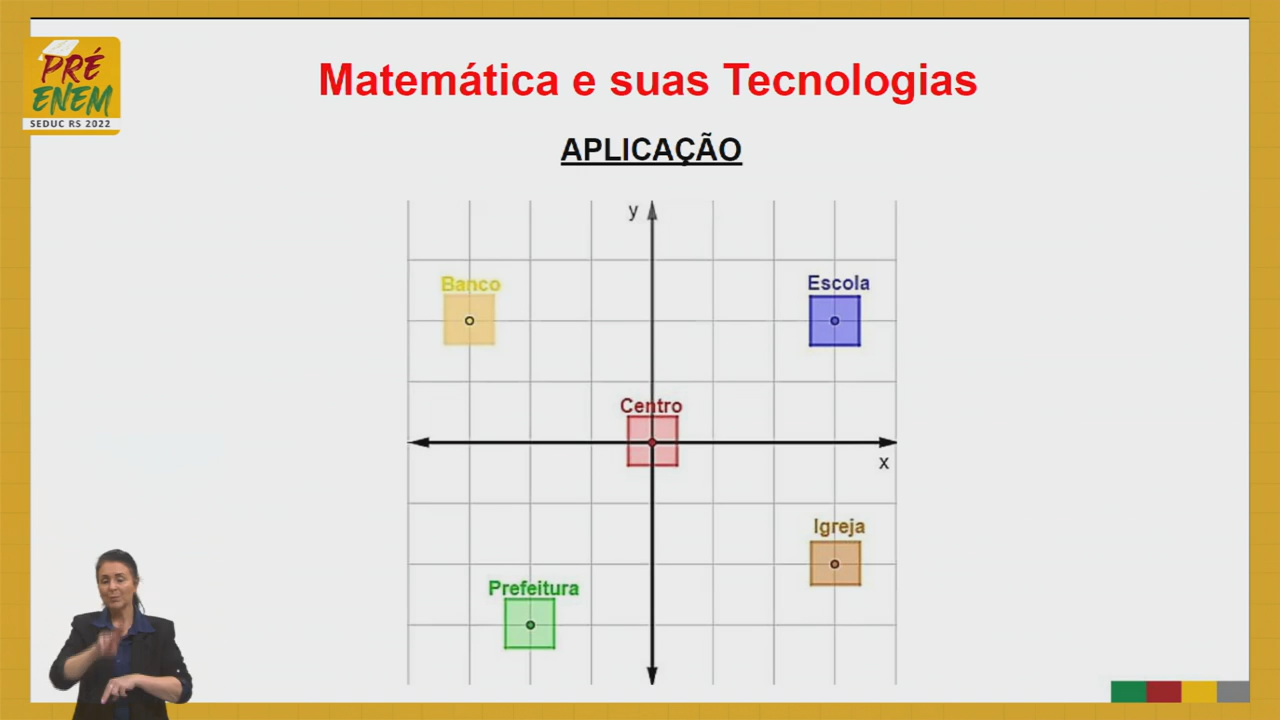 PRÉ
ENEM
SEDUC RS 2022
Matemática e suas Tecnologias
APLICAÇÃO
y
Banco
Escola
Centro
x
Igreja
Prefeitura